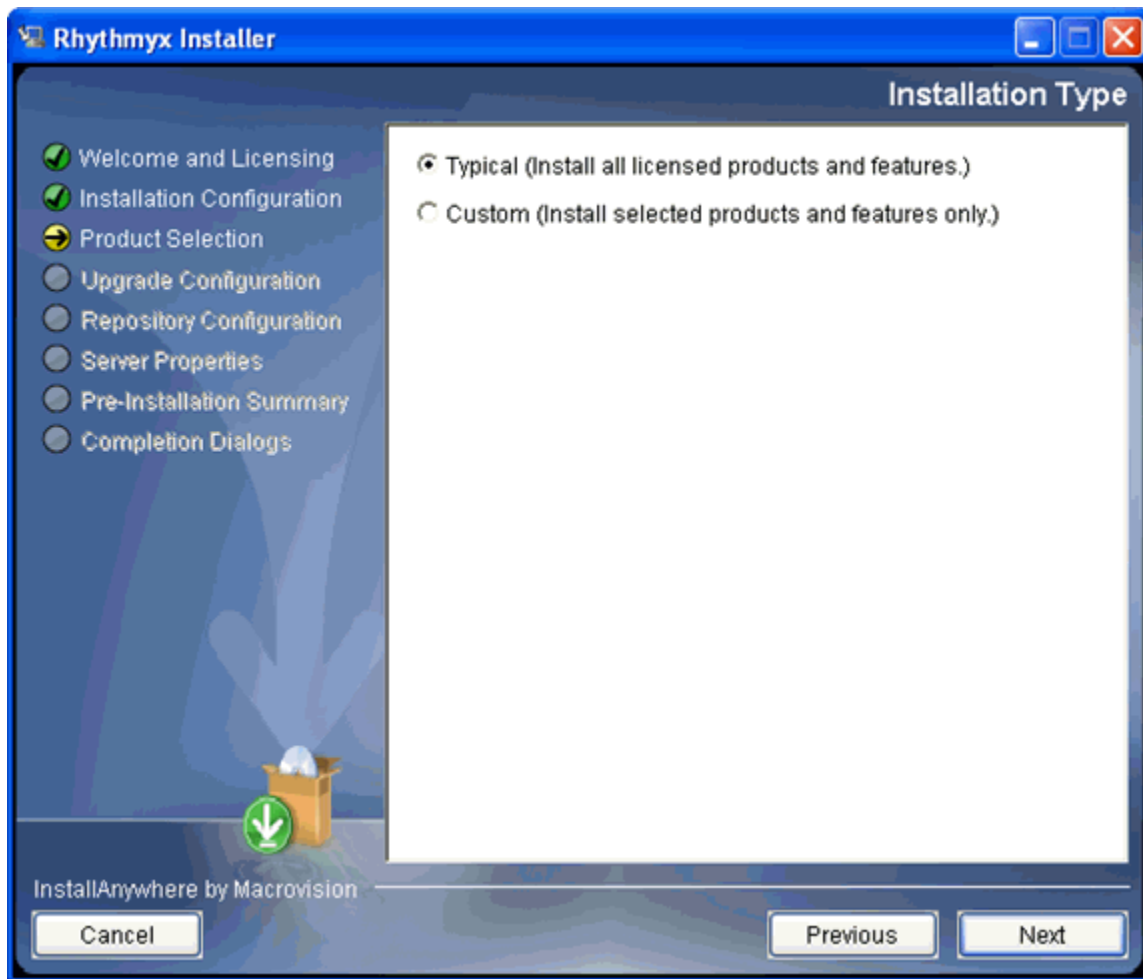 Rhythmyx Installer
Installation Type
Welcome and Licensing
Installation Configuration
Product Selection
Upgrade Configuration
Repository Configuration
Server Properties
Pre-Installation Summary
Completion Dialogs
Typical (Install all licensed products and features.)
Custom (Install selected products and features only.)
InstallAnywhere by Macrovision
Cancel
Previous
Next